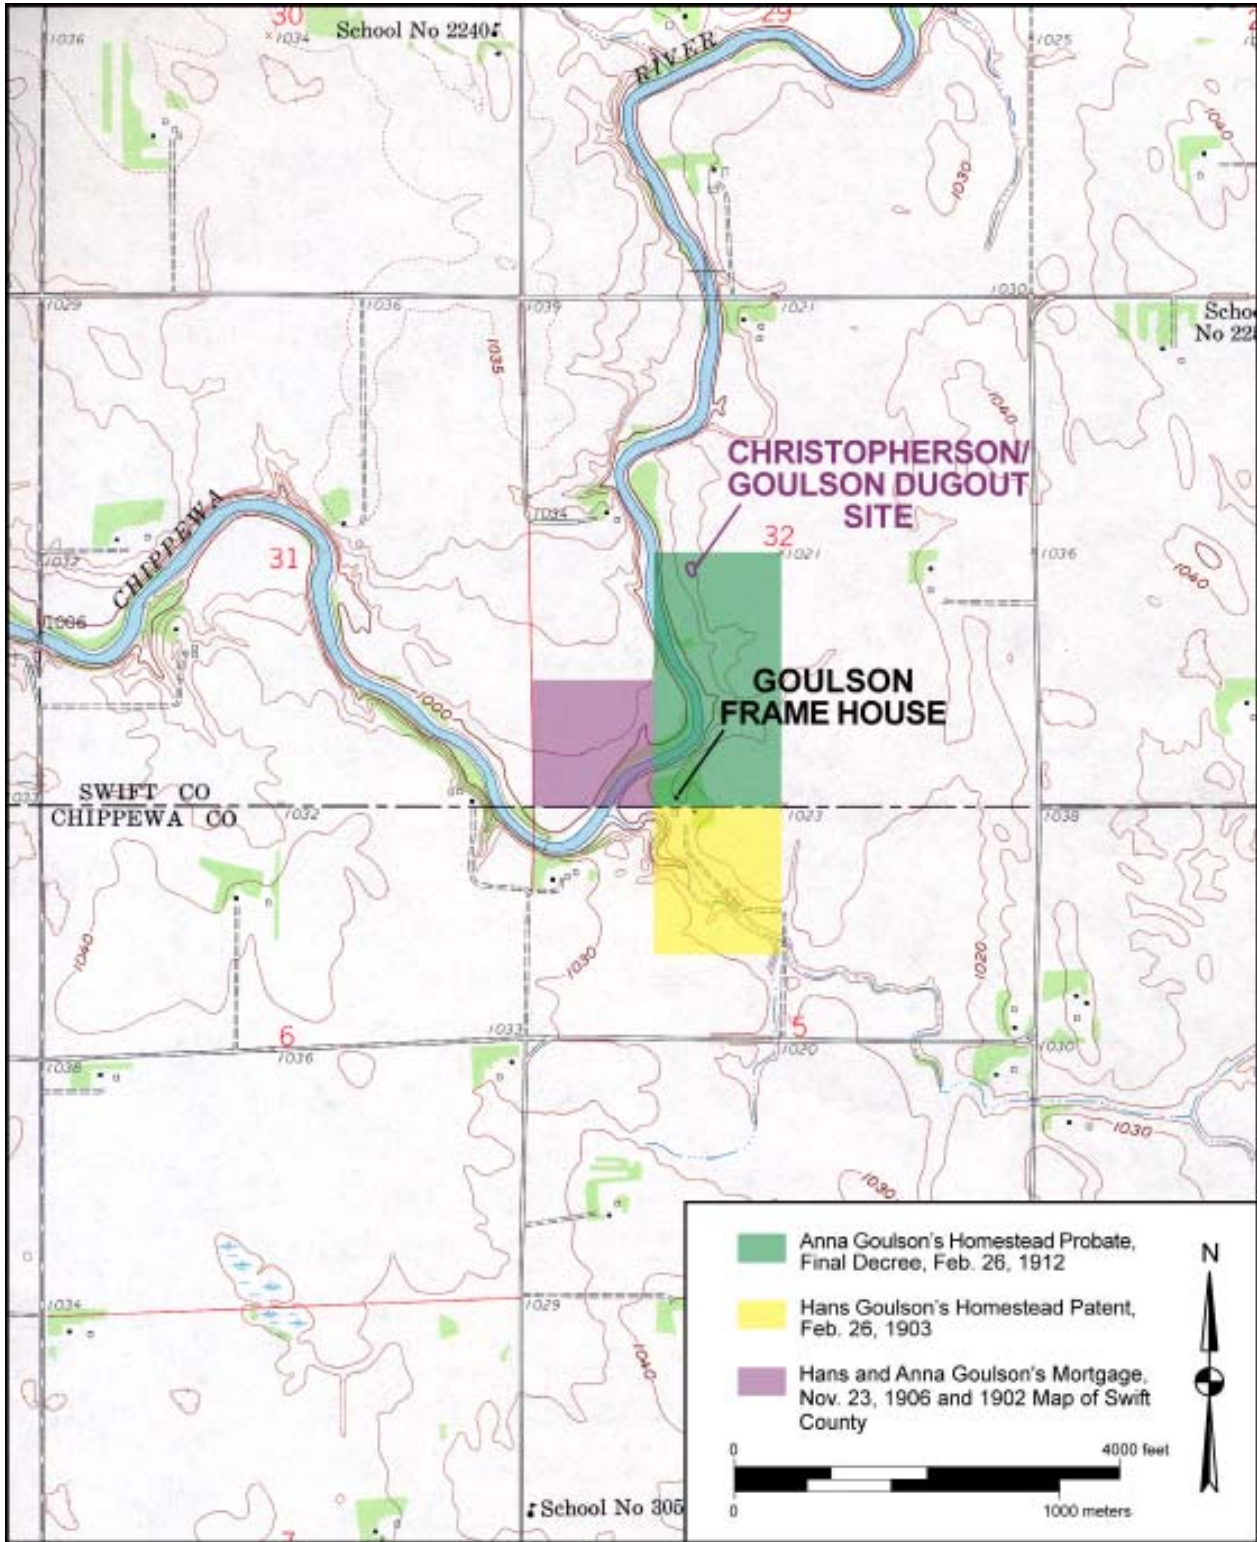 30
29
1036
1034
School No 2240
RIVER
1025
1040
1030
1029
1036
1039
1021
1030
School
No 22
1035
1040
CHRISTOPHERSON/
GOULSON DUGOUT
SITE
1034
32
1021
1036
1032
31
CHIPPEWA
1040
1006
GOULSON
FRAME HOUSE
1000
SWIFT CO
CHIPPEWA CO
1032
1023
1038
1040
1030
1020
6
1033
5
1038
1036
1020
1030
1030
1030
1029
1040
School No 305
7
Anna Goulson's Homestead Probate,
Final Decree, Feb. 26, 1912
Hans Goulson's Homestead Patent,
Feb. 26, 1903
Hans and Anna Goulson's Mortgage,
Nov. 23, 1906 and 1902 Map of Swift
County
N
0
4000 feet
0
1000 meters